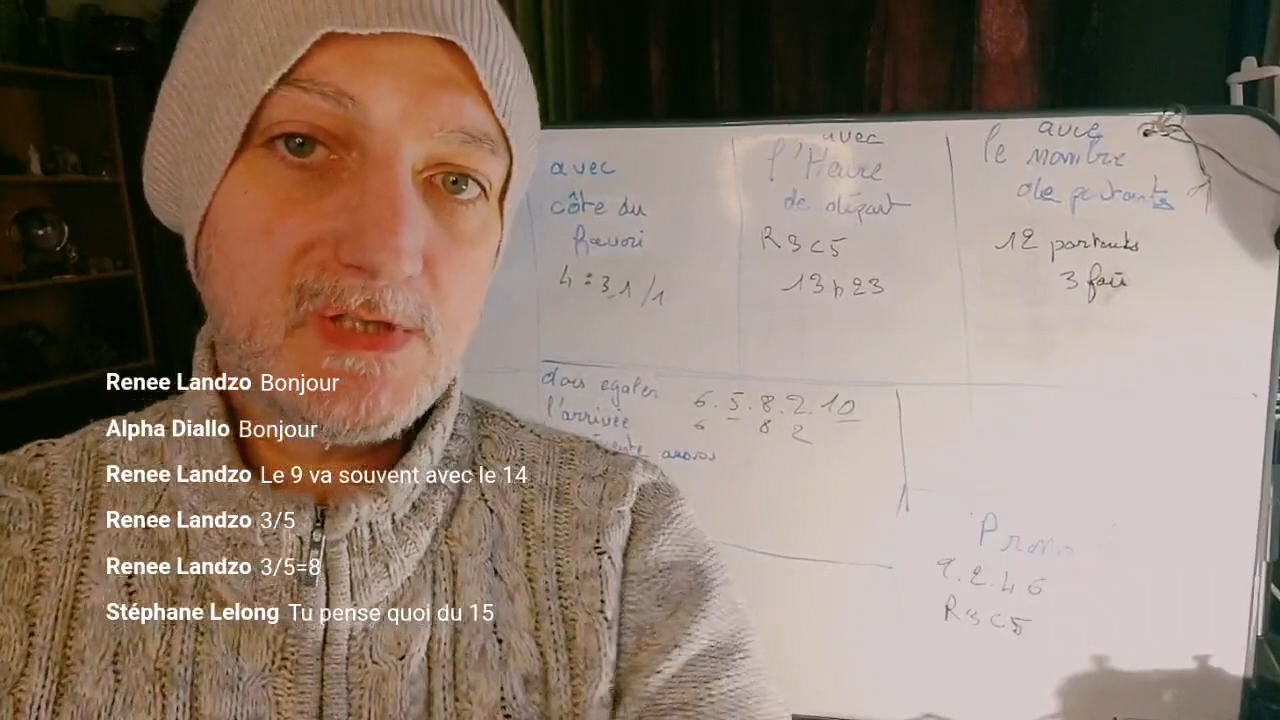 avec
côte du
favori
4 : 3,1 /1
avec
l'Heure
de départ
R3C5
13h23
avec
le nombre
de partants
12 partants
3 fois
dois egaler
l'arrivée
6.5.8.2.10
6 8 2
Prono
9.2.4 6
R3C5
Renee Landzo Bonjour
Alpha Diallo Bonjour
Renee Landzo Le 9 va souvent avec le 14
Renee Landzo 3/5
Renee Landzo 3/5=8
Stéphane Lelong Tu pense quoi du 15